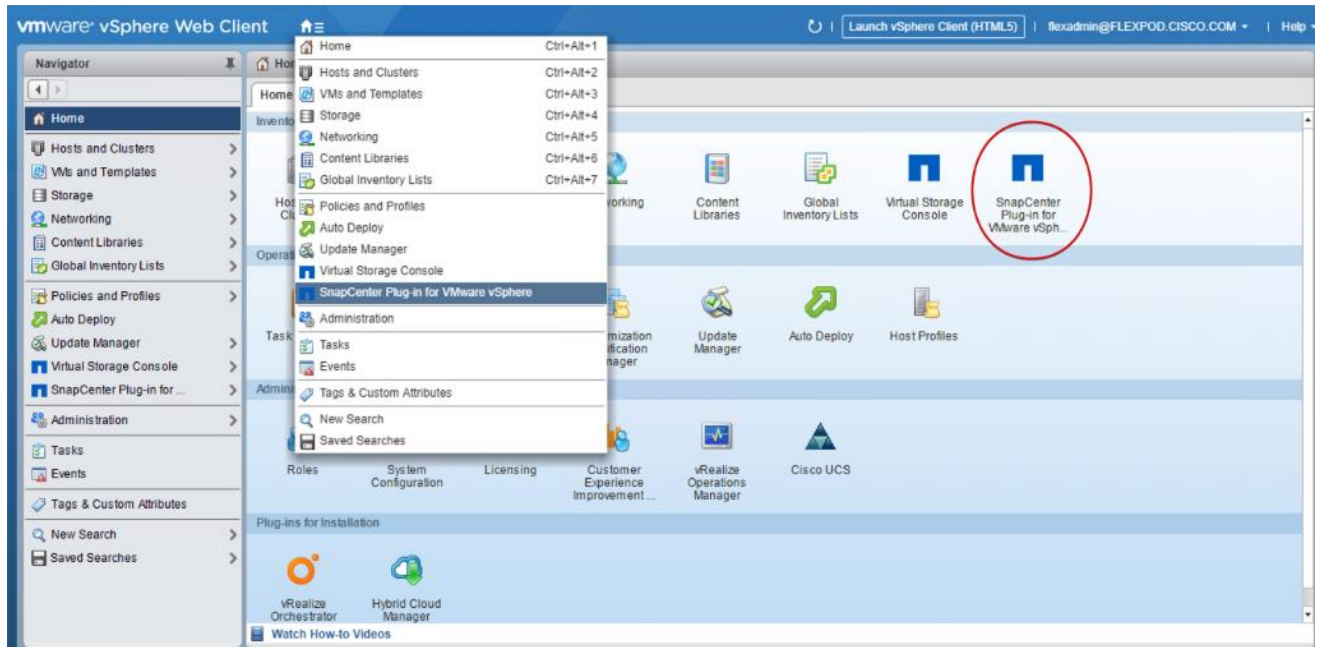 vmware® vSphere Web Client
Launch vSphere Client (HTML5) | flexadmin@FLEXPOD.CISCO.COM | Help
Navigator
Home
Hosts and Clusters
VMs and Templates
Storage
Networking
Content Libraries
Global Inventory Lists
Policies and Profiles
Auto Deploy
Update Manager
Virtual Storage Console
SnapCenter Plug-in for ...
Administration
Tasks
Events
Tags & Custom Attributes
New Search
Saved Searches
Home Ctrl+Alt+1
Hosts and Clusters Ctrl+Alt+2
VMs and Templates Ctrl+Alt+3
Storage Ctrl+Alt+4
Networking Ctrl+Alt+5
Content Libraries Ctrl+Alt+6
Global Inventory Lists Ctrl+Alt+7
Policies and Profiles
Auto Deploy
Update Manager
Virtual Storage Console
SnapCenter Plug-in for VMware vSphere
Administration
Tasks
Events
Tags & Custom Attributes
New Search
Saved Searches
Home
Content
Libraries
Global
Inventory Lists
Virtual Storage
Console
SnapCenter
Plug-in for
VMware vSph...
Task
Update
Manager
Auto Deploy
Host Profiles
Roles
System
Configuration
Licensing
Customer
Experience
Improvement ...
vRealize
Operations
Manager
Cisco UCS
Plug-ins for Installation
vRealize
Orchestrator
Hybrid Cloud
Manager
Watch How-to Videos